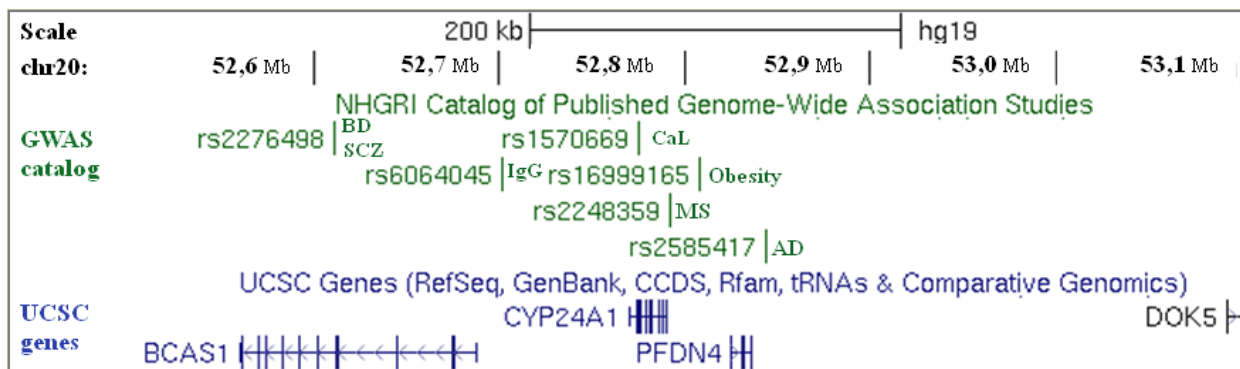 Scale 200 kb hg19
chr20: 52,6 Mb 52,7 Mb 52,8 Mb 52,9 Mb 53,0 Mb 53,1 Mb
NHGRI Catalog of Published Genome-Wide Association Studies
GWAS catalog
rs2276498 BD SCZ rs1570669 CaL
rs6064045 IgG rs16999165 Obesity
rs2248359 MS
rs2585417 AD
UCSC Genes (RefSeq, GenBank, CCDS, Rfam, tRNAs & Comparative Genomics)
UCSC genes
CYP24A1 DOK5
BCAS1 PFDN4